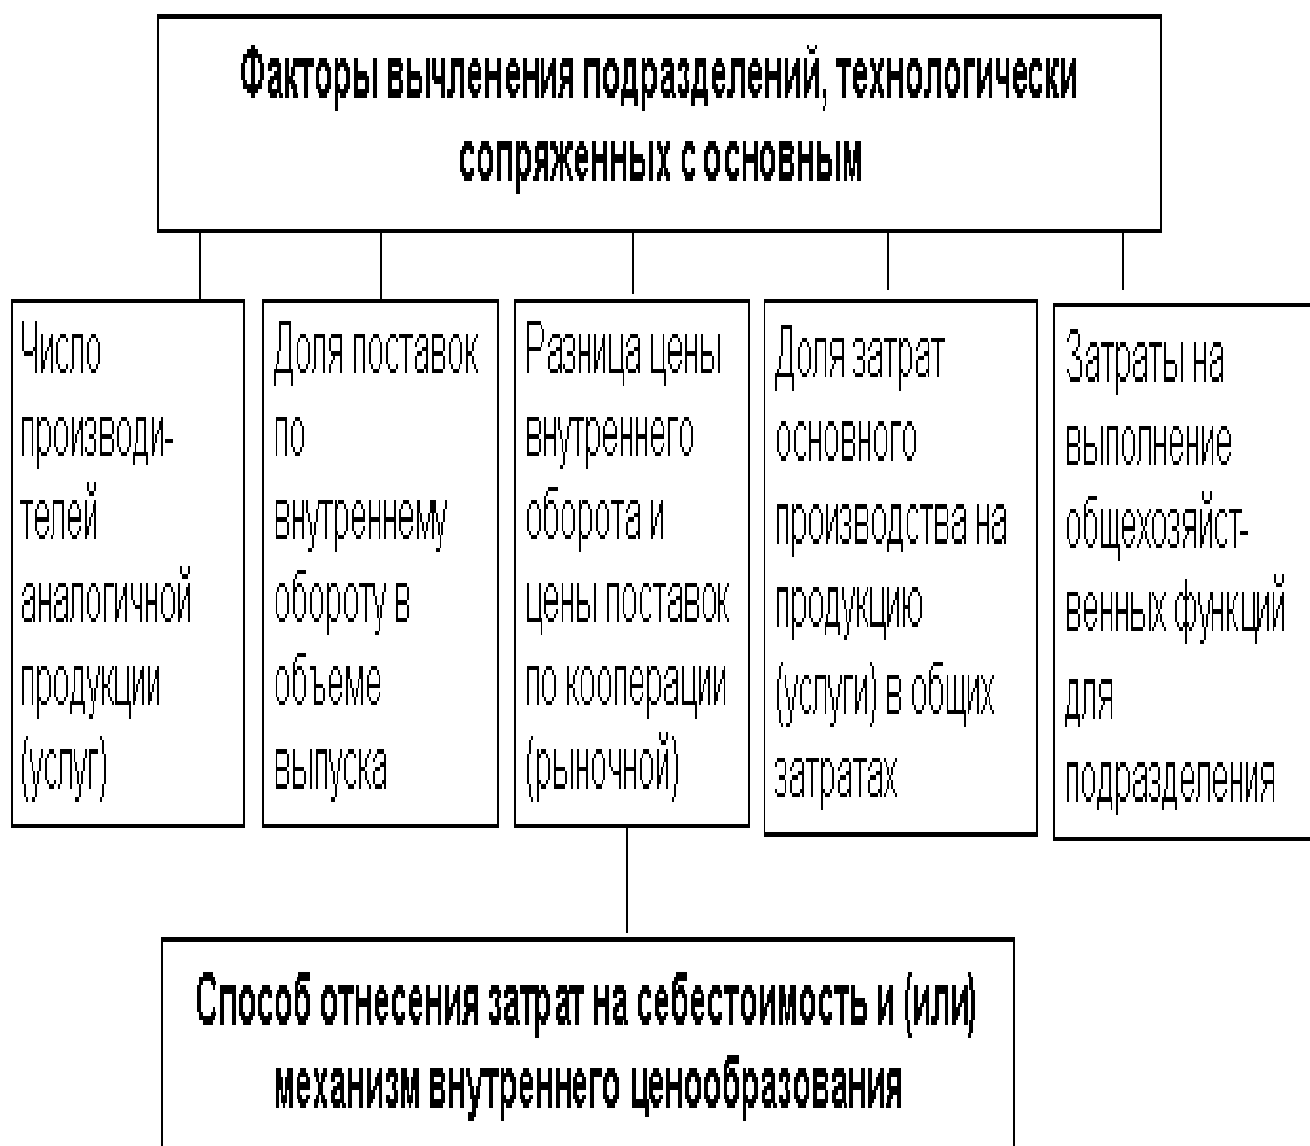 Факторы вычленения подразделений, технологически
сопряженных с основным
Число
производи-
телей
аналогичной
продукции
(услуг)
Доля поставок
по
внутреннему
обороту в
объеме
выпуска
Разница цены
внутреннего
оборота и
цены поставок
по кооперации
(рыночной)
Доля затрат
основного
производства на
продукцию
(услуги) в общих
затратах
Затраты на
выполнение
общехозяйст-
венных функций
для
подразделения
Способ отнесения затрат на себестоимость и (или)
механизм внутреннего ценообразования